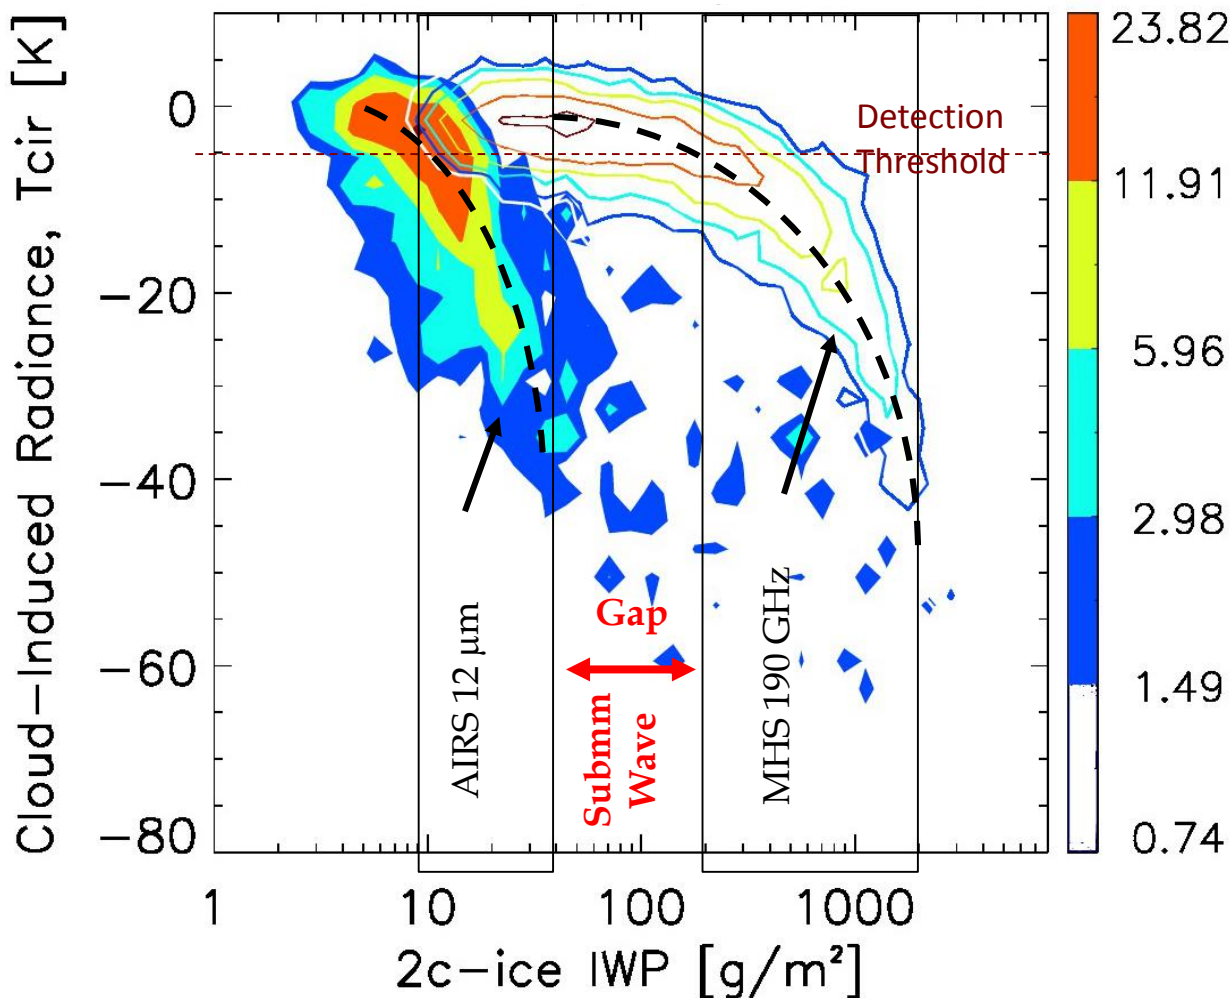 Cloud-Induced Radiance, Tcir [K]
0
-20
-40
-60
-80
1
10
100
1000
2c-ice IWP [g/m²]
Detection
Threshold
AIRS 12 µm
Gap
Submm
Wave
MHS 190 GHz
23.82
11.91
5.96
2.98
1.49
0.74